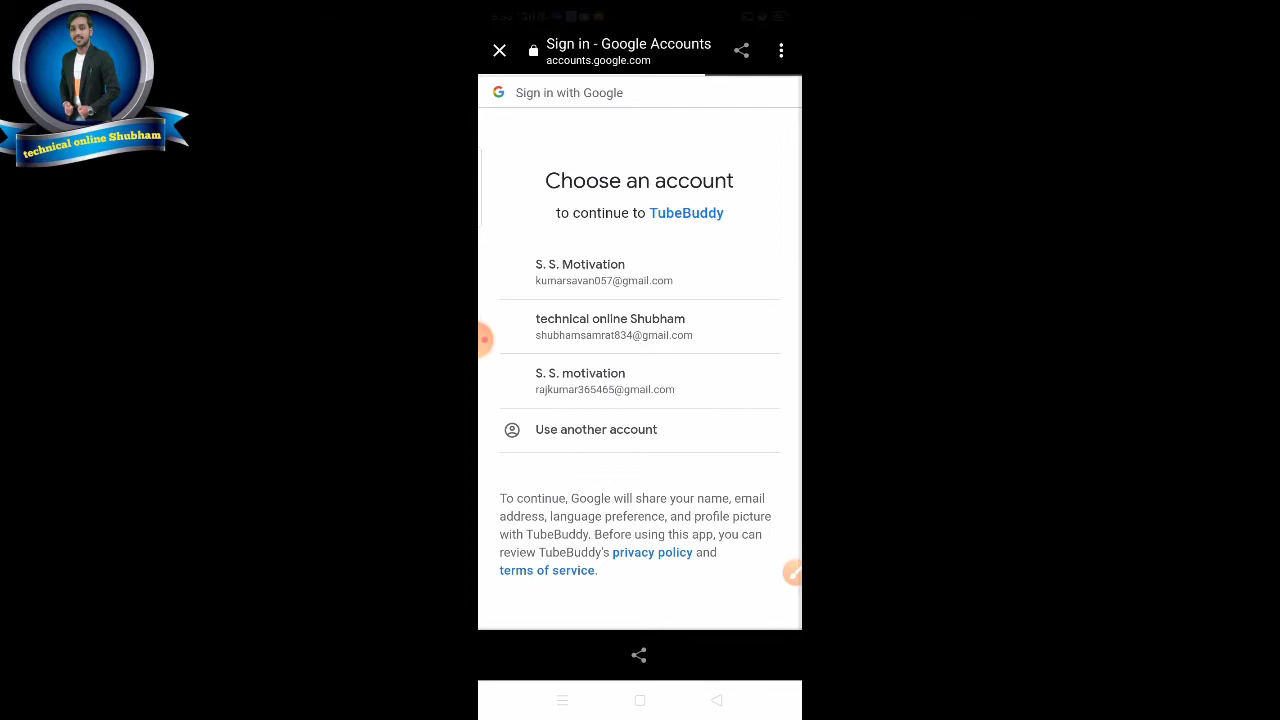 technical online Shubham
Sign in - Google Accounts
accounts.google.com
Sign in with Google
Choose an account
to continue to TubeBuddy
S. S. Motivation
kumarsavan057@gmail.com
technical online Shubham
shubhamsamrat834@gmail.com
S. S. motivation
rajkumar365465@gmail.com
Use another account
To continue, Google will share your name, email
address, language preference, and profile picture
with TubeBuddy. Before using this app, you can
review TubeBuddy's privacy policy and
terms of service.